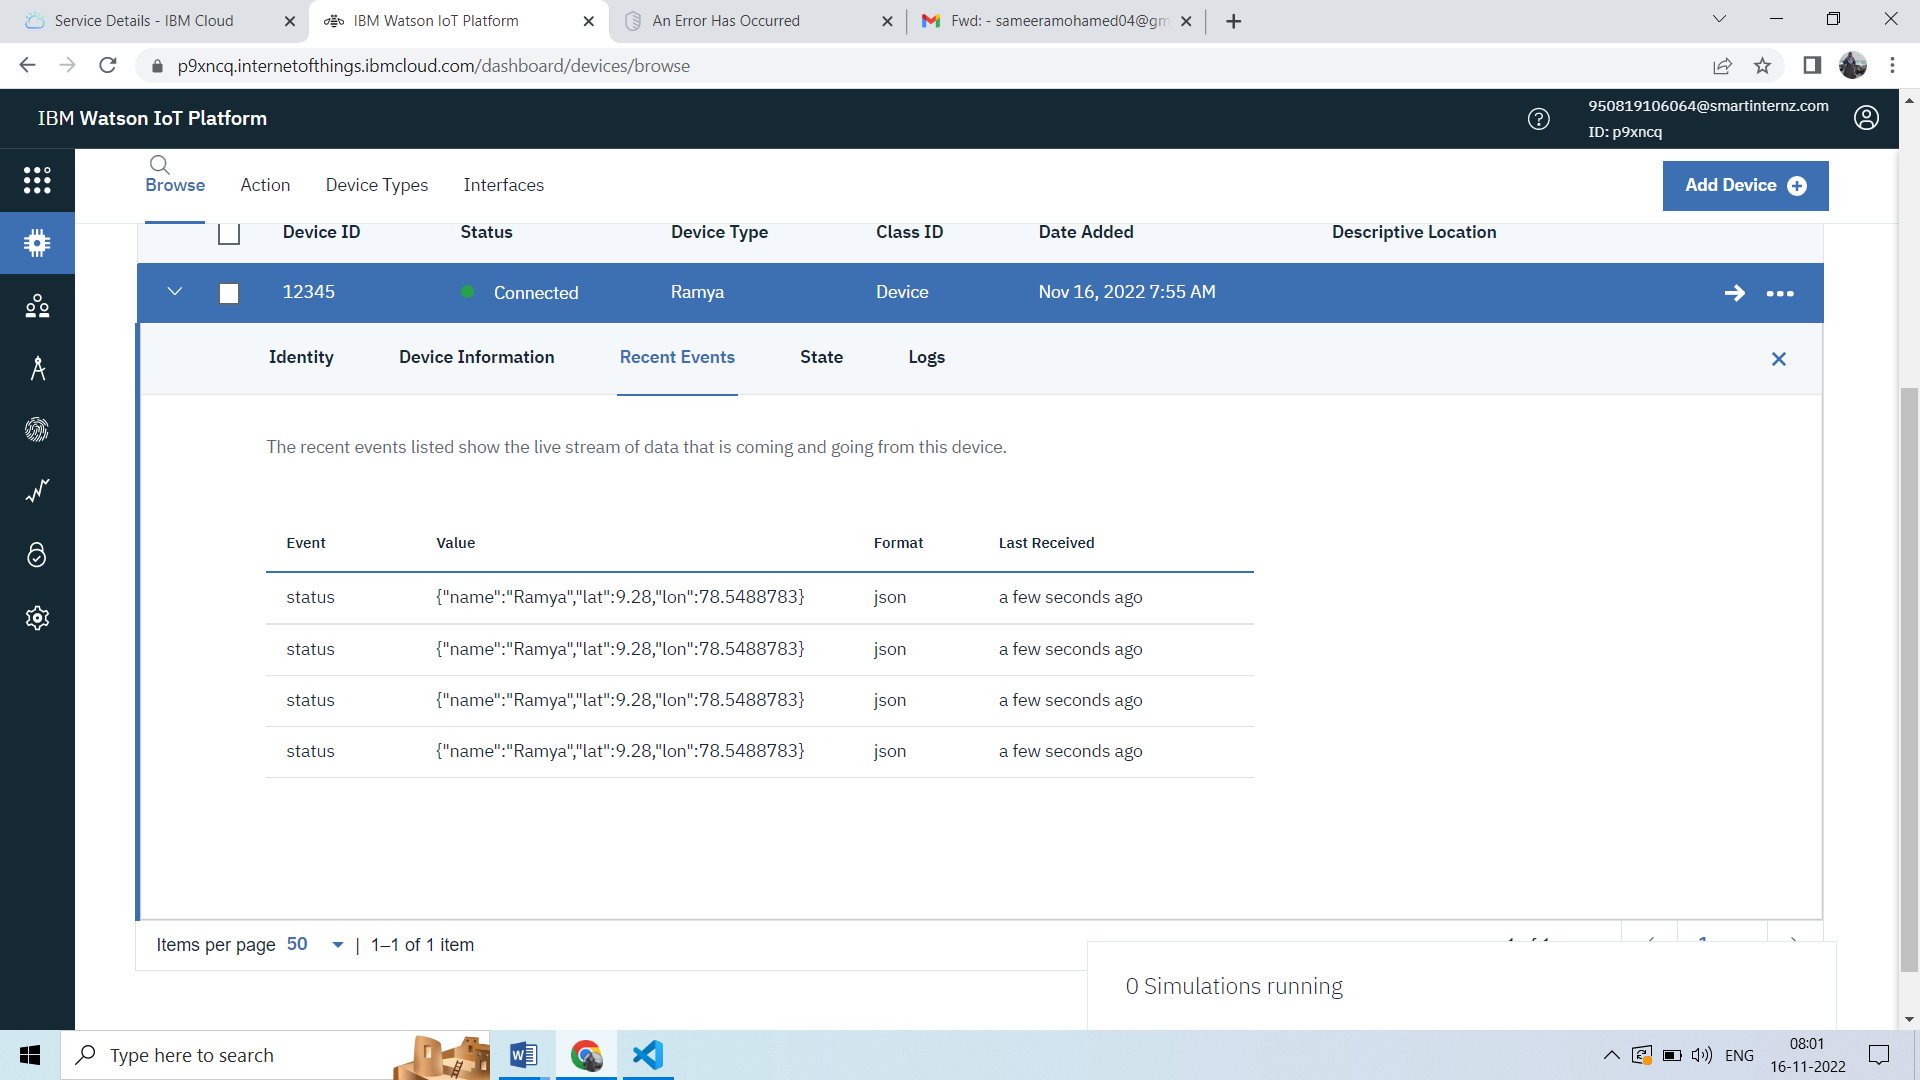 Service Details - IBM Cloud
IBM Watson IoT Platform
An Error Has Occurred
Fwd: - sameeramohamed04@gm
p9xncq.internetofthings.ibmcloud.com/dashboard/devices/browse
IBM Watson IoT Platform
950819106064@smartinternz.com
ID: p9xncq
Browse Action Device Types Interfaces
Add Device
Device ID Status Device Type Class ID Date Added Descriptive Location
12345 Connected Ramya Device Nov 16, 2022 7:55 AM
Identity Device Information Recent Events State Logs
The recent events listed show the live stream of data that is coming and going from this device.
Event Value Format Last Received
status {"name":"Ramya","lat":9.28,"lon":78.5488783} json a few seconds ago
status {"name":"Ramya","lat":9.28,"lon":78.5488783} json a few seconds ago
status {"name":"Ramya","lat":9.28,"lon":78.5488783} json a few seconds ago
status {"name":"Ramya","lat":9.28,"lon":78.5488783} json a few seconds ago
Items per page 50 | 1–1 of 1 item
0 Simulations running
Type here to search
ENG
08:01
16-11-2022